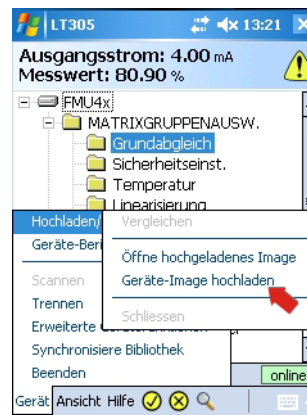 LT305 13:21
Ausgangsstrom: 4.00 mA
Messwert: 80.90 %
FMU4x
MATRIXGRUPPENAUSW.
Grundabgleich
Sicherheitseinst.
Temperatur
Linearisierung
Hochladen/
Vergleichen
Geräte-Beri
Öffne hochgeladenes Image
Scannen
Geräte-Image hochladen
Trennen
Schliessen
Erweiterte
Synchronisiere Bibliothek
Beenden
online
Gerät Ansicht Hilfe